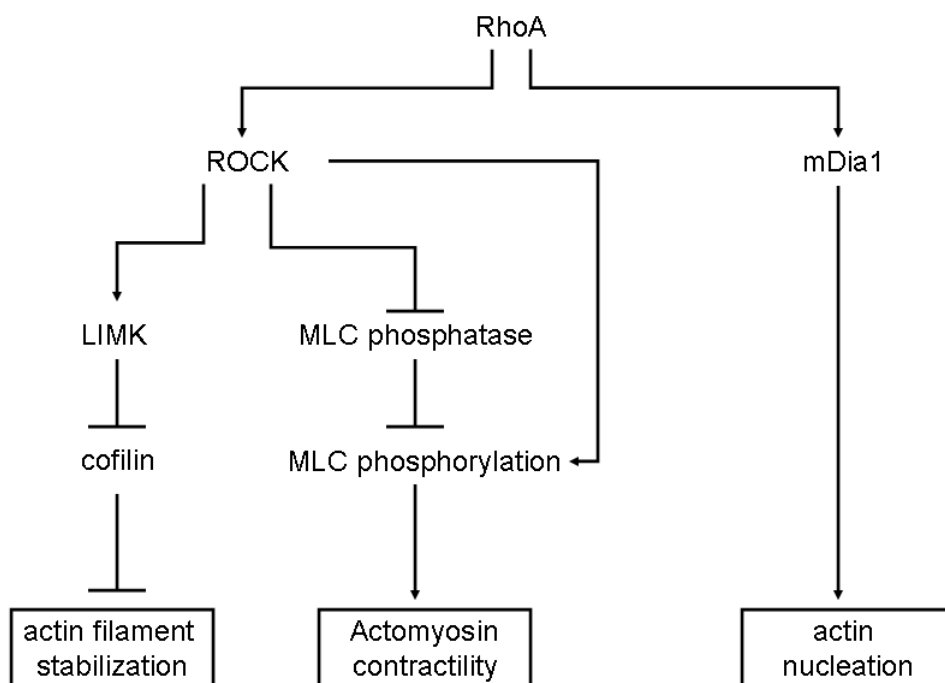 RhoA
ROCK
mDia1
LIMK
MLC phosphatase
cofilin
MLC phosphorylation
actin filament
stabilization
Actomyosin
contractility
actin
nucleation